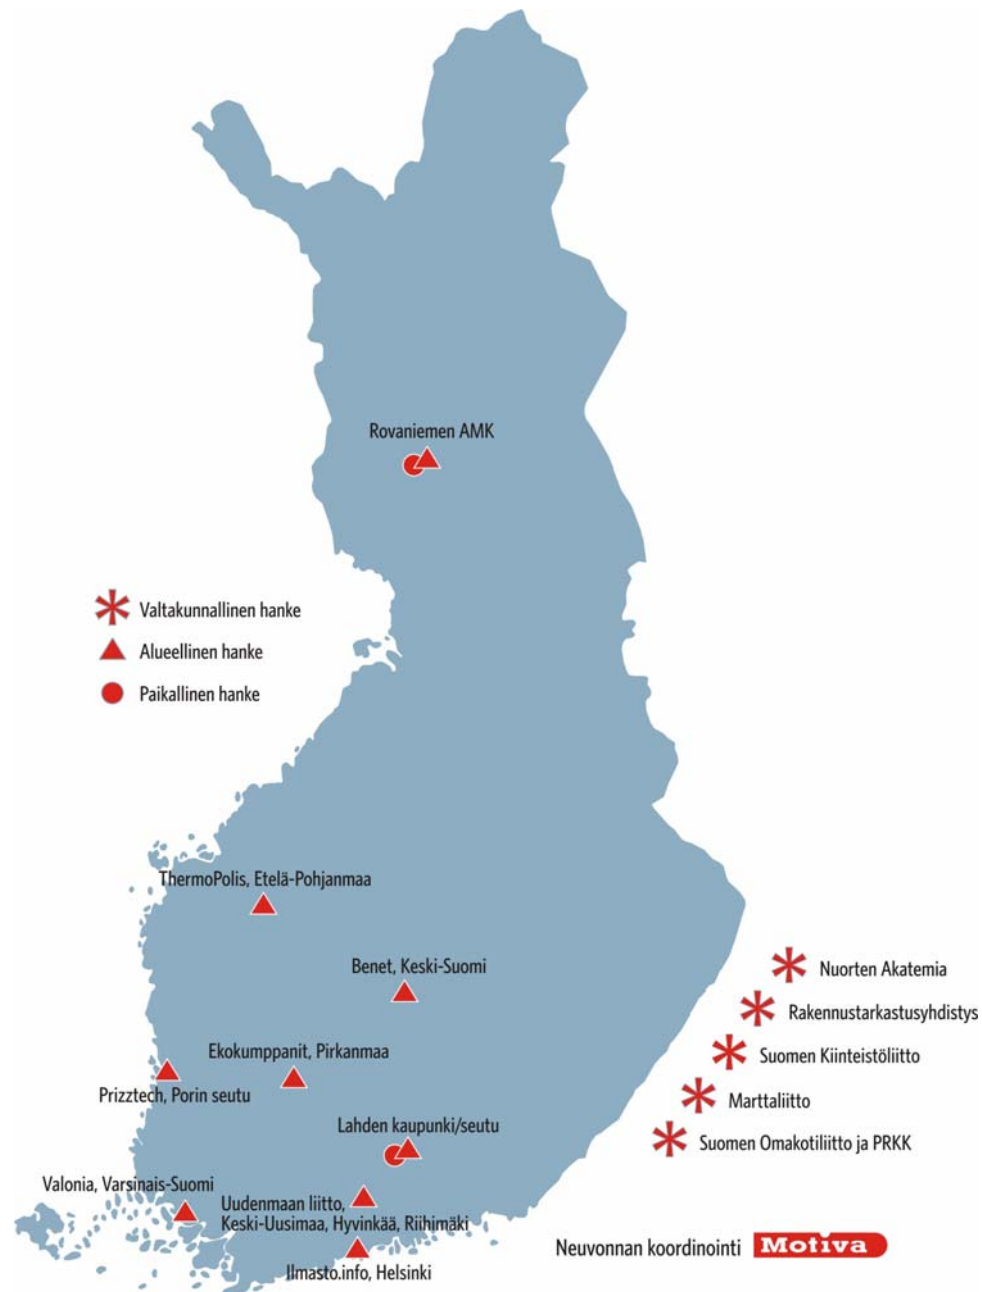 Rovaniemen AMK
Valtakunnallinen hanke
Alueellinen hanke
Paikallinen hanke
ThermoPolis, Etelä-Pohjanmaa
Benet, Keski-Suomi
Nuorten Akatemia
Rakennustarkastusyhdistys
Suomen Kiinteistöliitto
Marttaliitto
Suomen Omakotiliitto ja PRKK
Ekokumppanit, Pirkanmaa
Prizztech, Porin seutu
Lahden kaupunki/seutu
Valonia, Varsinais-Suomi
Uudenmaan liitto,
Keski-Uusimaa, Hyvinkää, Riihimäki
Ilmasto.info, Helsinki
Neuvonnan koordinointi Motiva